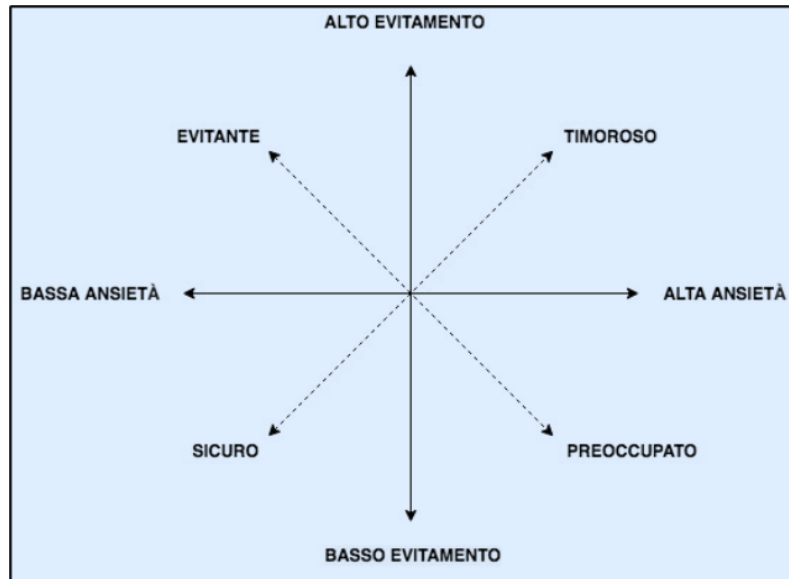 ALTO EVITAMENTO
EVITANTE
TIMOROSO
BASSA ANSIETÀ
ALTA ANSIETÀ
SICURO
PREOCCUPATO
BASSO EVITAMENTO